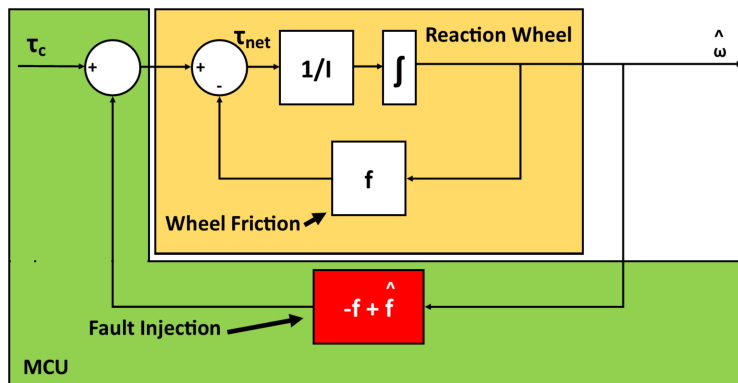 Reaction Wheel
τc
+
+
-
τnet
1/I
∫
^
ω
f
Wheel Friction
-f + f̂
Fault Injection
MCU